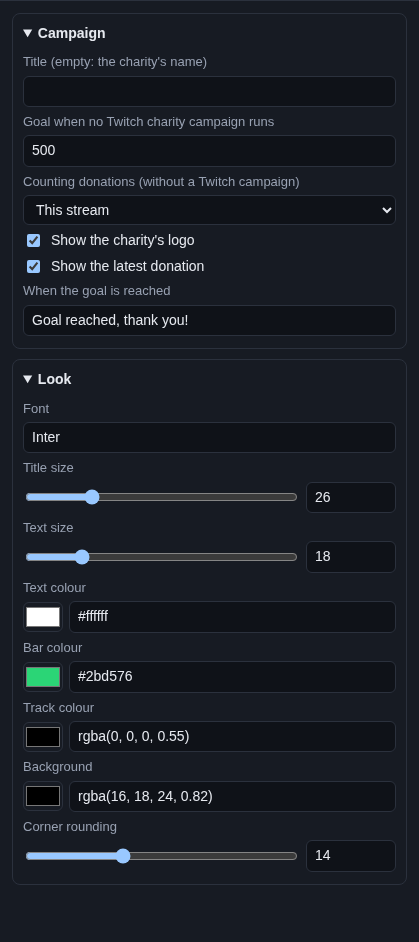 Campaign
Title (empty: the charity's name)
Goal when no Twitch charity campaign runs
500
Counting donations (without a Twitch campaign)
This stream
Show the charity's logo
Show the latest donation
When the goal is reached
Goal reached, thank you!
Look
Font
Inter
Title size
26
Text size
18
Text colour
#ffffff
Bar colour
#2bd576
Track colour
rgba(0, 0, 0, 0.55)
Background
rgba(16, 18, 24, 0.82)
Corner rounding
14